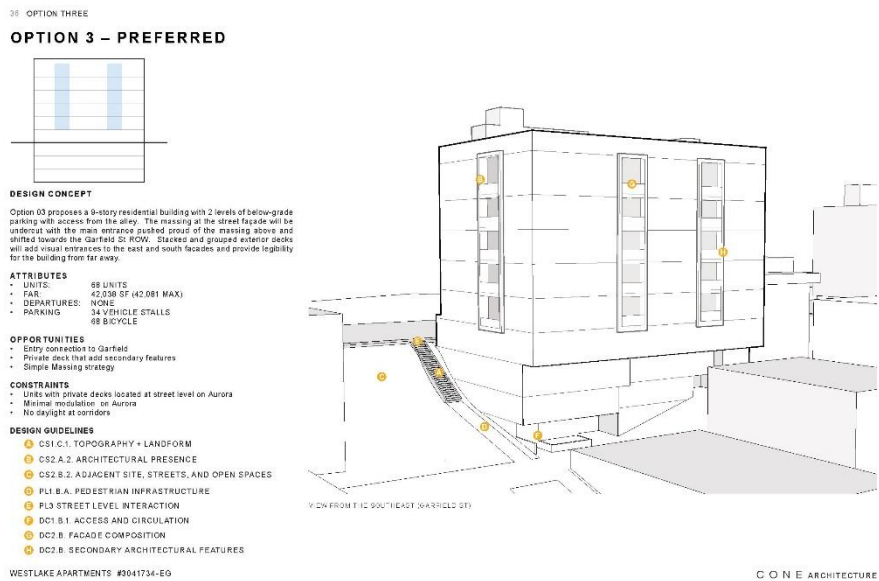 36 OPTION THREE
OPTION 3 – PREFERRED
DESIGN CONCEPT
Option 03 proposes a 9-story residential building with 2 levels of below-grade
parking with access from the alley. The massing at the street façade will be
undercut with the main entrance pushed proud of the massing above and
shifted towards the Garfield St ROW. Stacked and grouped exterior decks
will add visual entrances to the east and south facades and provide legibility
for the building from far away.
ATTRIBUTES
• UNITS: 68 UNITS
• FAR: 42,038 SF (42,081 MAX)
• DEPARTURES: NONE
• PARKING 34 VEHICLE STALLS
68 BICYCLE
OPPORTUNITIES
• Entry connection to Garfield
• Private deck that add secondary features
• Simple Massing strategy
CONSTRAINTS
• Units with private decks located at street level on Aurora
• Minimal modulation on Aurora
• No daylight at corridors
DESIGN GUIDELINES
A CS1.C.1. TOPOGRAPHY + LANDFORM
B CS2.A.2. ARCHITECTURAL PRESENCE
C CS2.B.2. ADJACENT SITE, STREETS, AND OPEN SPACES
D PL1.B.A. PEDESTRIAN INFRASTRUCTURE
E PL3 STREET LEVEL INTERACTION
F DC1.B.1. ACCESS AND CIRCULATION
G DC2.B. FACADE COMPOSITION
H DC2.B. SECONDARY ARCHITECTURAL FEATURES
G
H
A
C
D
F
VIEW FROM THE SOUTHEAST (GARFIELD ST)
WESTLAKE APARTMENTS #3041734-EG
CONE ARCHITECTURE